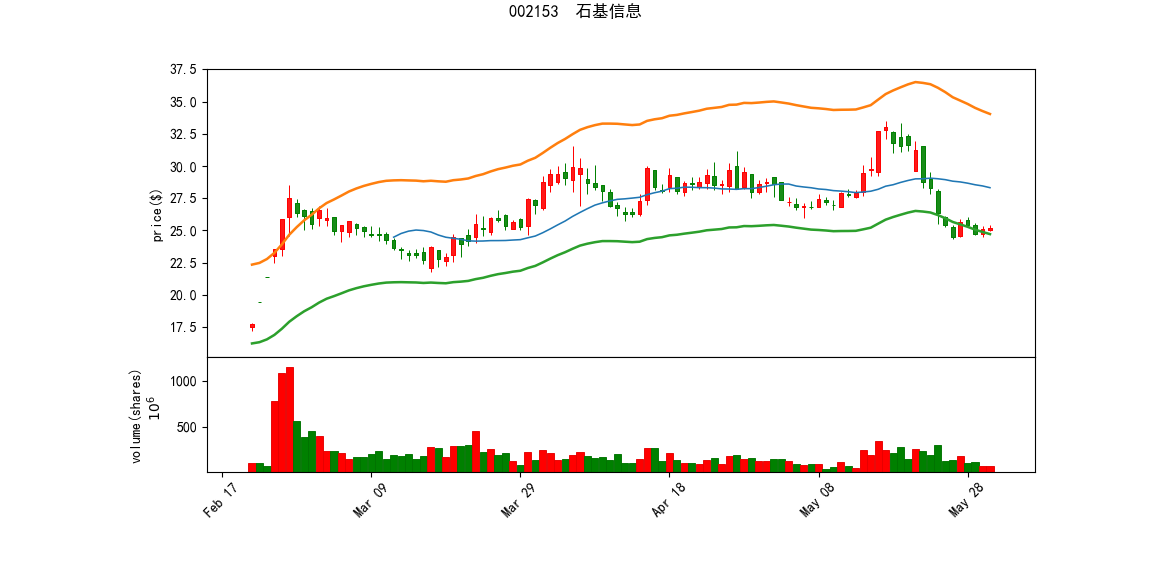 002153 石基信息
37.5
35.0
32.5
30.0
27.5
25.0
22.5
20.0
17.5
price($)
1000
500
volume(shares)
10^6
Feb 17
Mar 09
Mar 29
Apr 18
May 08
May 28